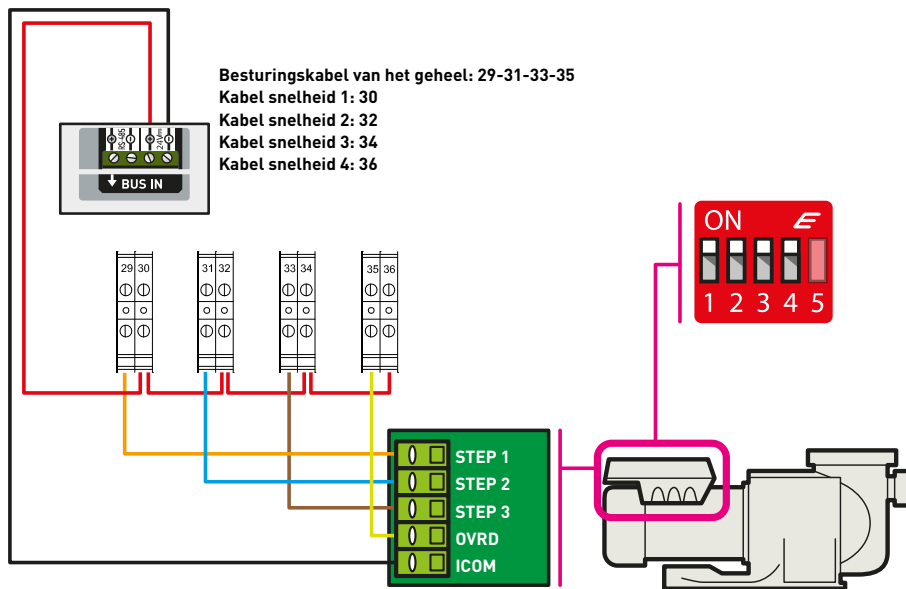 Besturingskabel van het geheel: 29-31-33-35
Kabel snelheid 1: 30
Kabel snelheid 2: 32
Kabel snelheid 3: 34
Kabel snelheid 4: 36
RS-485
24Vm
BUS IN
ON
1 2 3 4 5
29 30
31 32
33 34
35 36
STEP 1
STEP 2
STEP 3
OVRD
ICOM